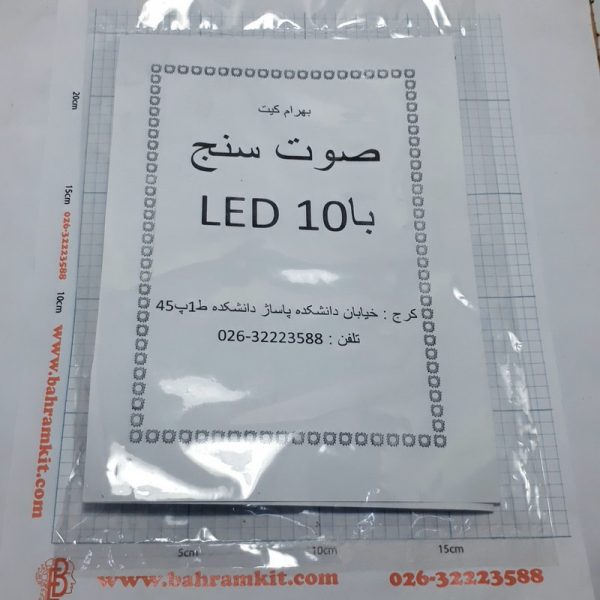 بهرام کیت
صوت سنج
با10 LED
کرج : خیابان دانشکده پاساژ دانشکده ط1پ45
تلفن : 026-32223588
20cm
15cm
10cm
026-32223588
www.bahramkit.com
5cm
10cm
15cm
B
www.bahramkit.com
026-32223588